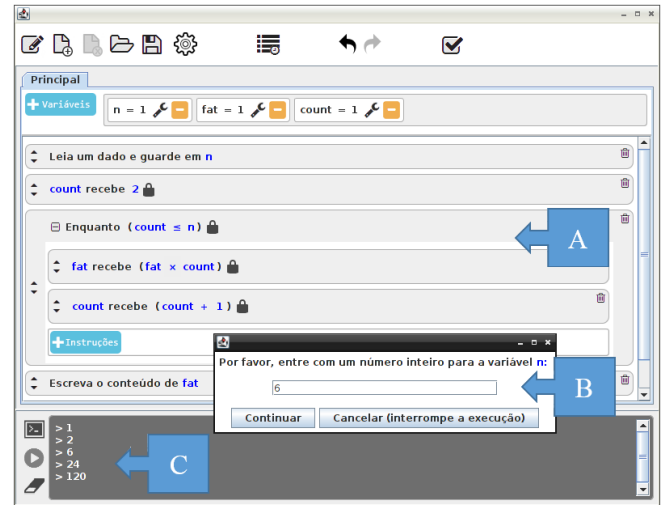 Principal
Variáveis
n = 1
fat = 1
count = 1
Leia um dado e guarde em n
count recebe 2
Enquanto (count ≤ n)
A
fat recebe (fat × count)
count recebe (count + 1)
Instruções
Por favor, entre com um número inteiro para a variável n:
6
B
Continuar
Cancelar (interrompe a execução)
Escreva o conteúdo de fat
> 1
> 2
> 6
> 24
> 120
C